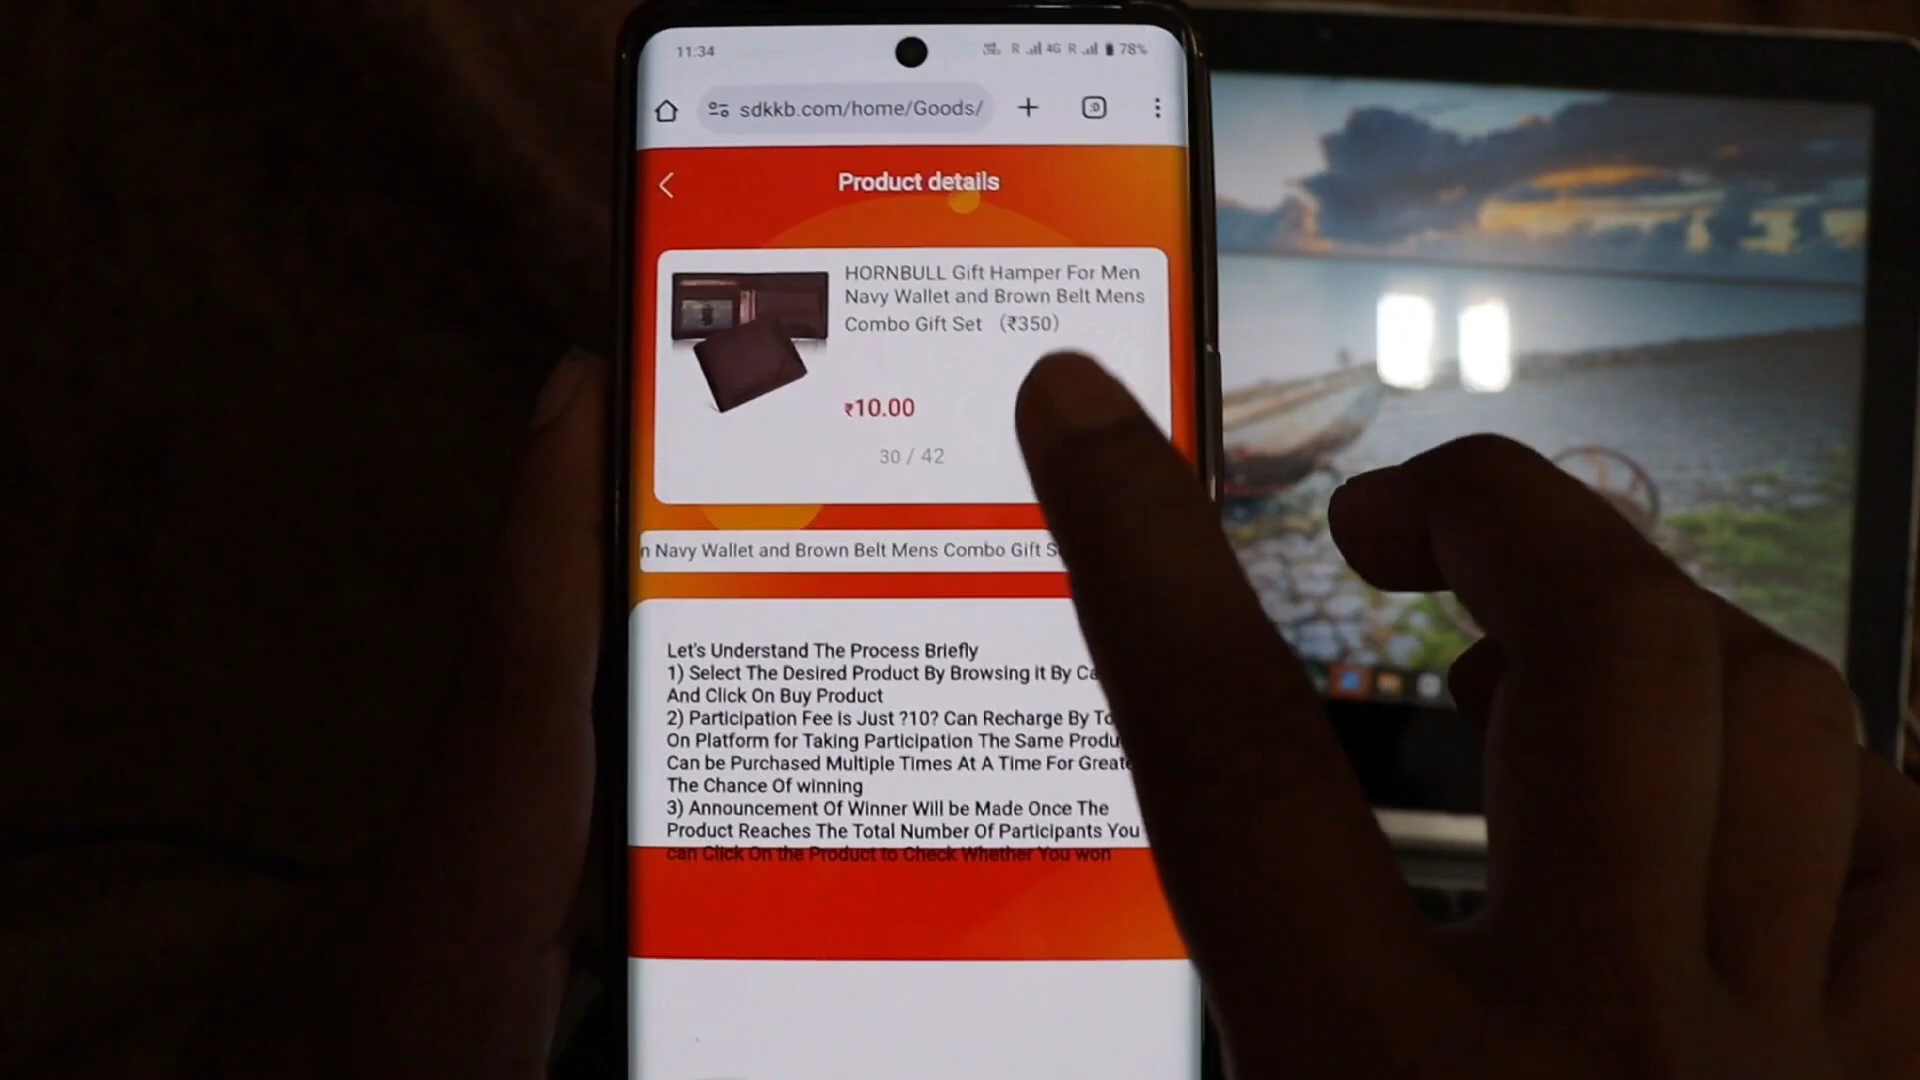 11:34
R 4G R 78%
sdkkb.com/home/Goods/
Product details
HORNBULL Gift Hamper For Men
Navy Wallet and Brown Belt Mens
Combo Gift Set (₹350)
₹10.00
30 / 42
n Navy Wallet and Brown Belt Mens Combo Gift S
Let's Understand The Process Briefly
1) Select The Desired Product By Browsing it By Ca
And Click On Buy Product
2) Participation Fee is Just ?10? Can Recharge By To
On Platform for Taking Participation The Same Produ
Can be Purchased Multiple Times At A Time For Greate
The Chance Of winning
3) Announcement Of Winner Will be Made Once The
Product Reaches The Total Number Of Participants You
can Click On the Product to Check Whether You won